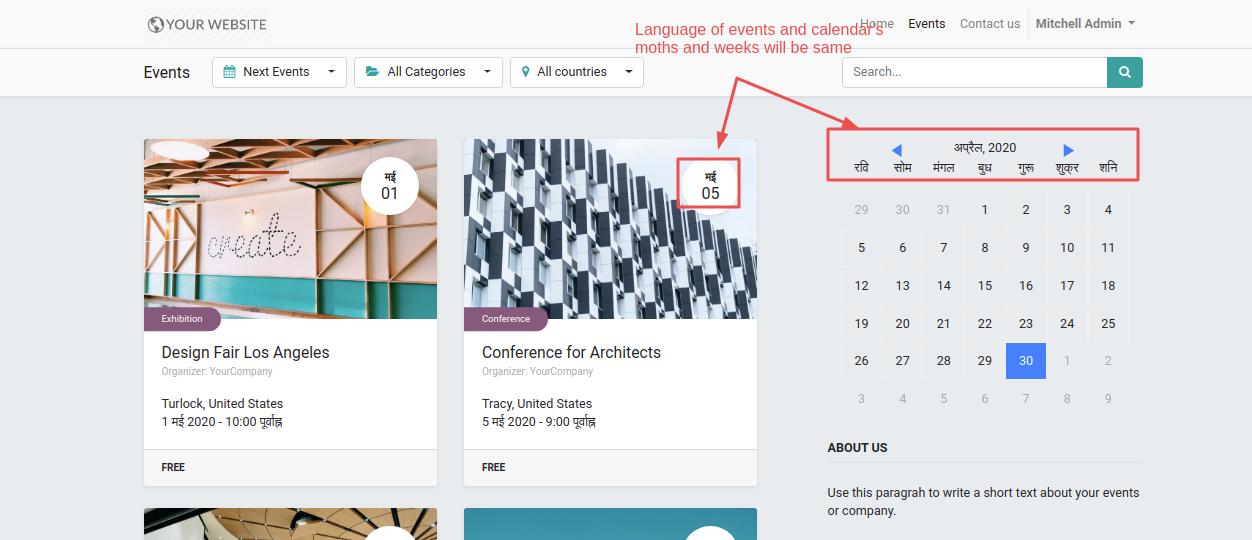 YOUR WEBSITE
Home Events Contact us Mitchell Admin
Language of events and calendar's
moths and weeks will be same
Events Next Events All Categories All countries Search...
मई
01
create
Exhibition
Design Fair Los Angeles
Organizer: YourCompany
Turlock, United States
1 मई 2020 - 10:00 पूर्वाह्न
FREE
मई
05
Conference
Conference for Architects
Organizer: YourCompany
Tracy, United States
5 मई 2020 - 9:00 पूर्वाह्न
FREE
अप्रैल, 2020
रवि सोम मंगल बुध गुरू शुक्र शनि
29 30 31 1 2 3 4
5 6 7 8 9 10 11
12 13 14 15 16 17 18
19 20 21 22 23 24 25
26 27 28 29 30 1 2
3 4 5 6 7 8 9
ABOUT US
Use this paragrah to write a short text about your events
or company.